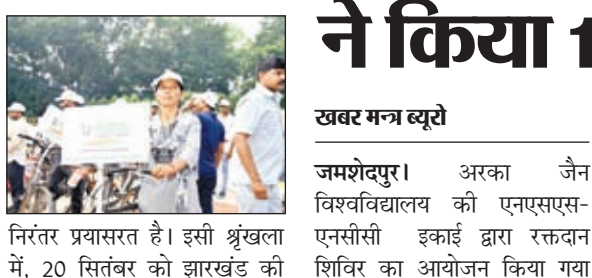 निरंतर प्रयासरत है। इसी श्रृंखला
में, 20 सितंबर को झारखंड की
ने किया 1
खबर मन्त्र ब्यूरो
जमशेदपुर। अरका जैन
विश्वविद्यालय की एनएसएस-
एनसीसी इकाई द्वारा रक्तदान
शिविर का आयोजन किया गया